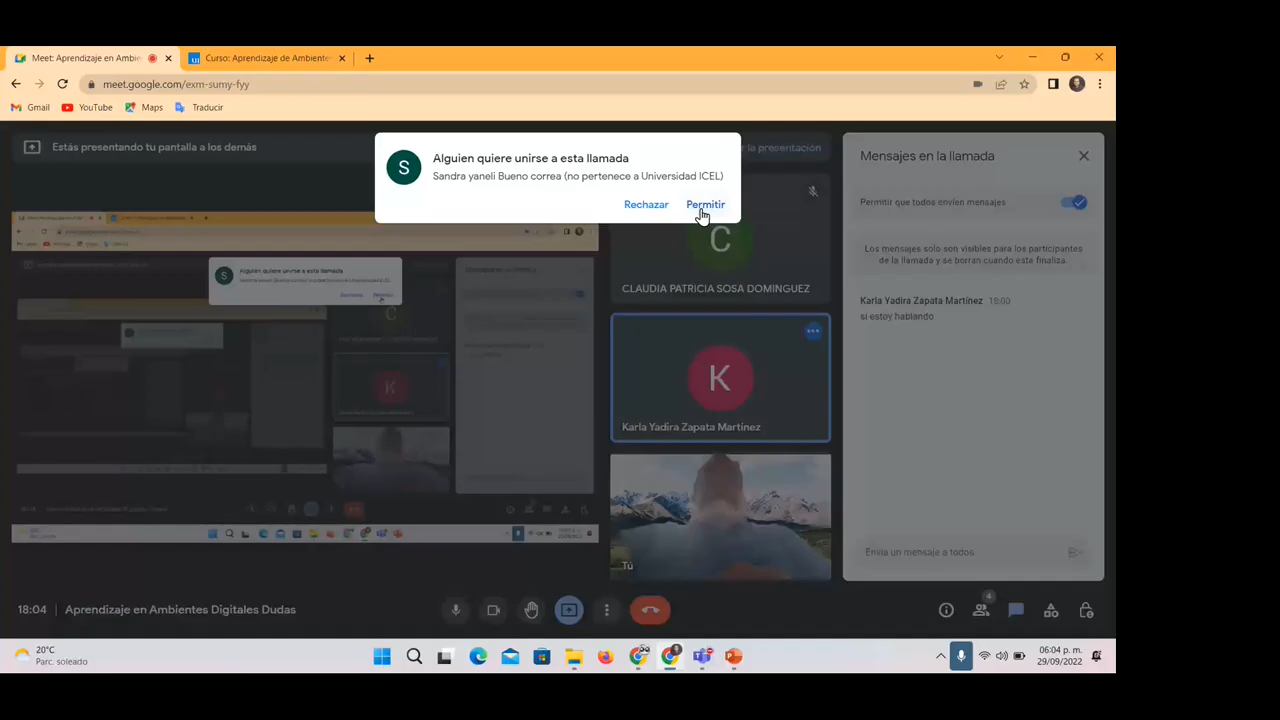 Meet: Aprendizaje en Ambie
Curso: Aprendizaje de Ambiente
meet.google.com/exm-sumy-fyy
Gmail
YouTube
Maps
Traducir
Estás presentando tu pantalla a los demás
r la presentación
Alguien quiere unirse a esta llamada
S
Sandra yaneli Bueno correa (no pertenece a Universidad ICEL)
Rechazar
Permitir
C
CLAUDIA PATRICIA SOSA DOMINGUEZ
K
Karla Yadira Zapata Martínez
Tú
Mensajes en la llamada
Permitir que todos envíen mensajes
Los mensajes solo son visibles para los participantes
de la llamada y se borran cuando esta finaliza.
Karla Yadira Zapata Martínez 18:00
si estoy hablando
Envía un mensaje a todos
18:04 | Aprendizaje en Ambientes Digitales Dudas
4
20°C
Parc. soleado
06:04 p. m.
29/09/2022